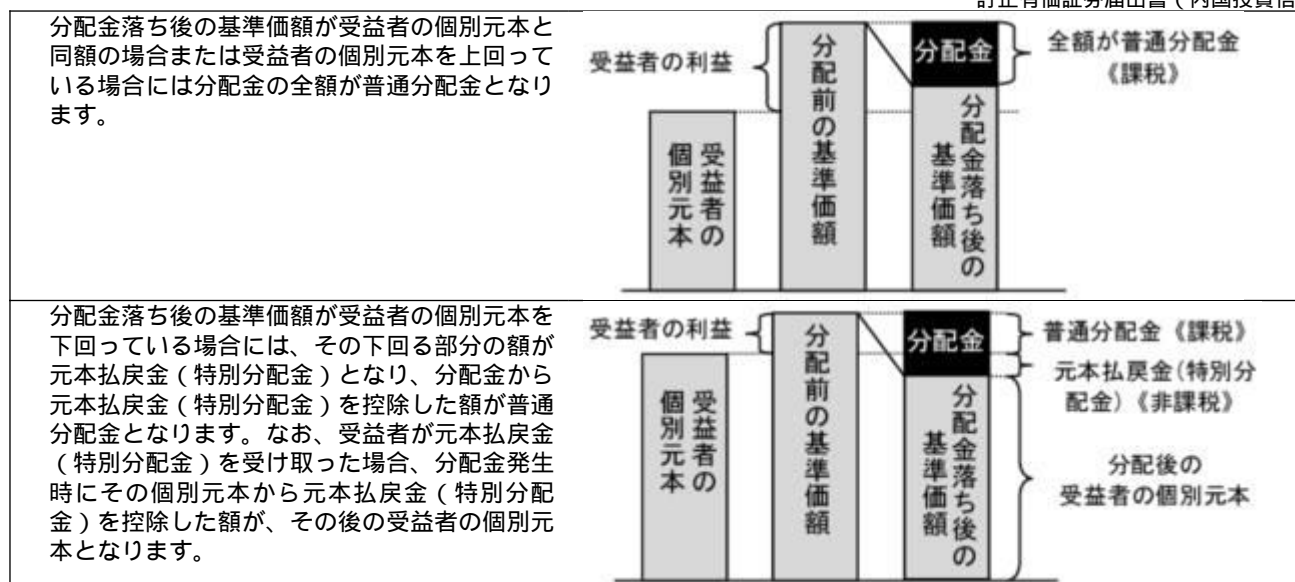 訂正有価証券届出書（内国投資信
分配金落ち後の基準価額が受益者の個別元本と
同額の場合または受益者の個別元本を上回って
いる場合には分配金の全額が普通分配金となり
ます。
受益者の利益
分配前の基準価額
分配金
全額が普通分配金
《課税》
受益者の
個別元本
分配金落ち後の
基準価額
分配金落ち後の基準価額が受益者の個別元本を
下回っている場合には、その下回る部分の額が
元本払戻金（特別分配金）となり、分配金から
元本払戻金（特別分配金）を控除した額が普通
分配金となります。なお、受益者が元本払戻金
（特別分配金）を受け取った場合、分配金発生
時にその個別元本から元本払戻金（特別分配
金）を控除した額が、その後の受益者の個別元
本となります。
受益者の利益
分配前の基準価額
分配金
普通分配金《課税》
元本払戻金(特別分
配金)《非課税》
受益者の
個別元本
分配金落ち後の
基準価額
分配後の
受益者の個別元本